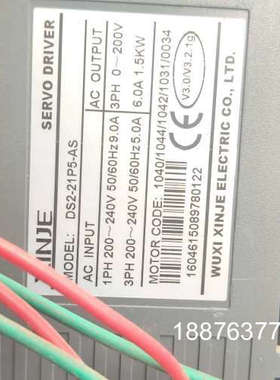 XINJE SERVO DRIVER
MODEL: DS2-21P5-AS
AC INPUT AC OUTPUT
1PH 200~240V 50/60Hz 9.0A 3PH 0~200V
3PH 200~240V 50/60Hz 5.0A 6.0A 1.5KW
MOTOR CODE: 1040/1044/1042/1031/0034
1604615089780122
CE V3.0/V3.2.1g
WUXI XINJE ELECTRIC CO., LTD.
18876377